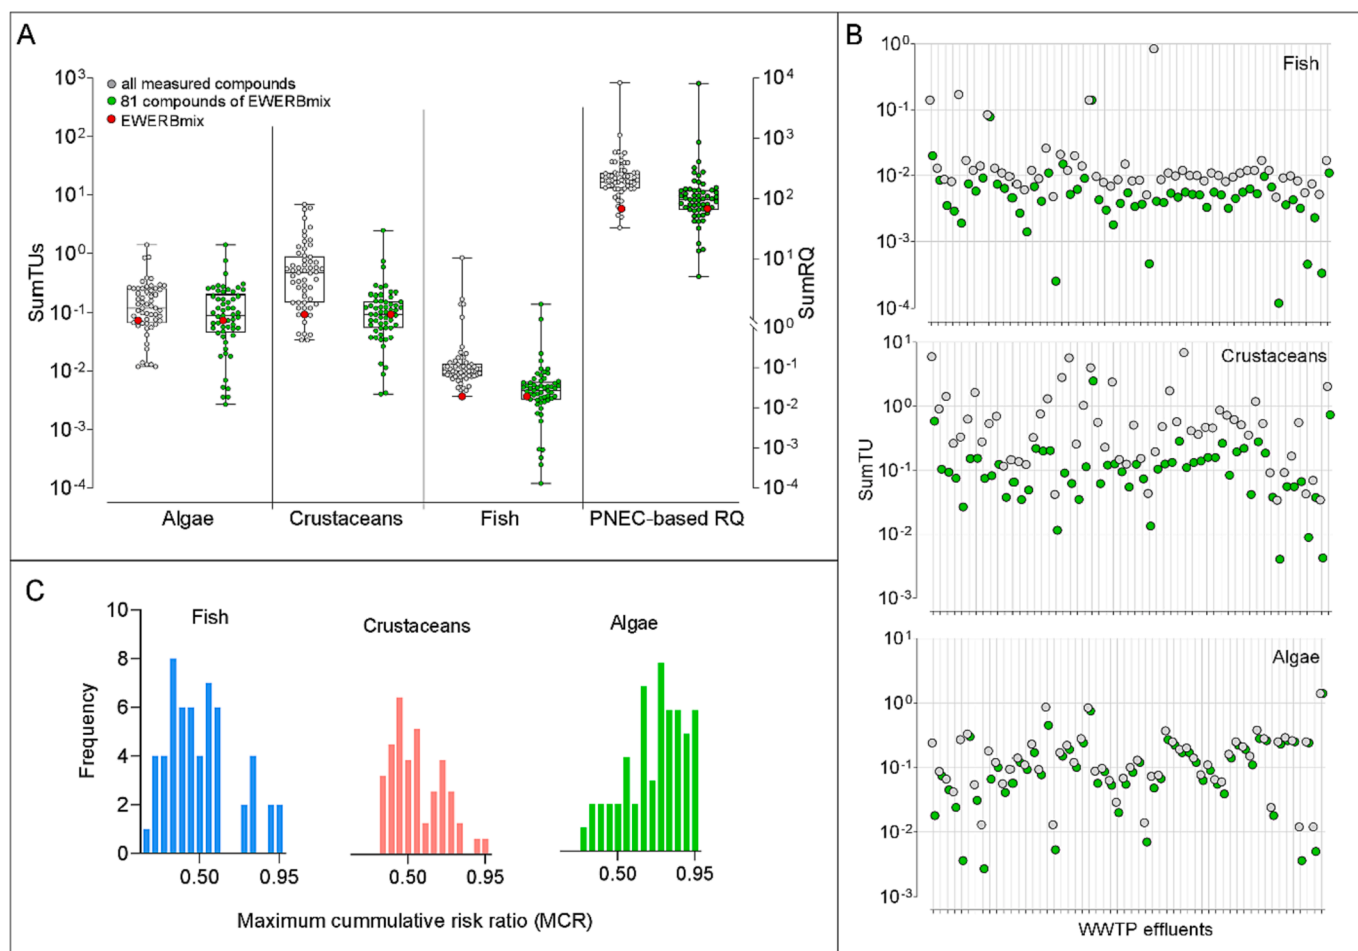 A
10³
10²
10¹
10⁰
10⁻¹
10⁻²
10⁻³
10⁻⁴
SumTUs
all measured compounds
81 compounds of EWERBmix
EWERBmix
10⁴
10³
10²
10¹
10⁰
10⁻¹
10⁻²
10⁻³
10⁻⁴
SumRQ
Algae
Crustaceans
Fish
PNEC-based RQ
B
Fish
10⁰
10⁻¹
10⁻²
10⁻³
10⁻⁴
Crustaceans
10¹
10⁰
10⁻¹
10⁻²
10⁻³
SumTU
Algae
10¹
10⁰
10⁻¹
10⁻²
10⁻³
WWTP effluents
C
Fish
Crustaceans
Algae
10
8
6
4
2
0
Frequency
0.50 0.95
0.50 0.95
0.50 0.95
Maximum cummulative risk ratio (MCR)